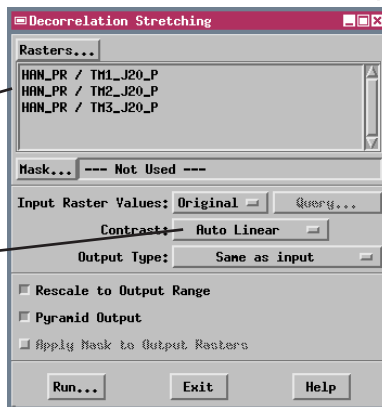 Decorrelation Stretching
Rasters...
HAN_PR / TM1_J20_P
HAN_PR / TM2_J20_P
HAN_PR / TM3_J20_P
Mask... --- Not Used ---
Input Raster Values: Original Query...
Contrast: Auto Linear
Output Type: Same as input
Rescale to Output Range
Pyramid Output
Apply Mask to Output Rasters
Run... Exit Help